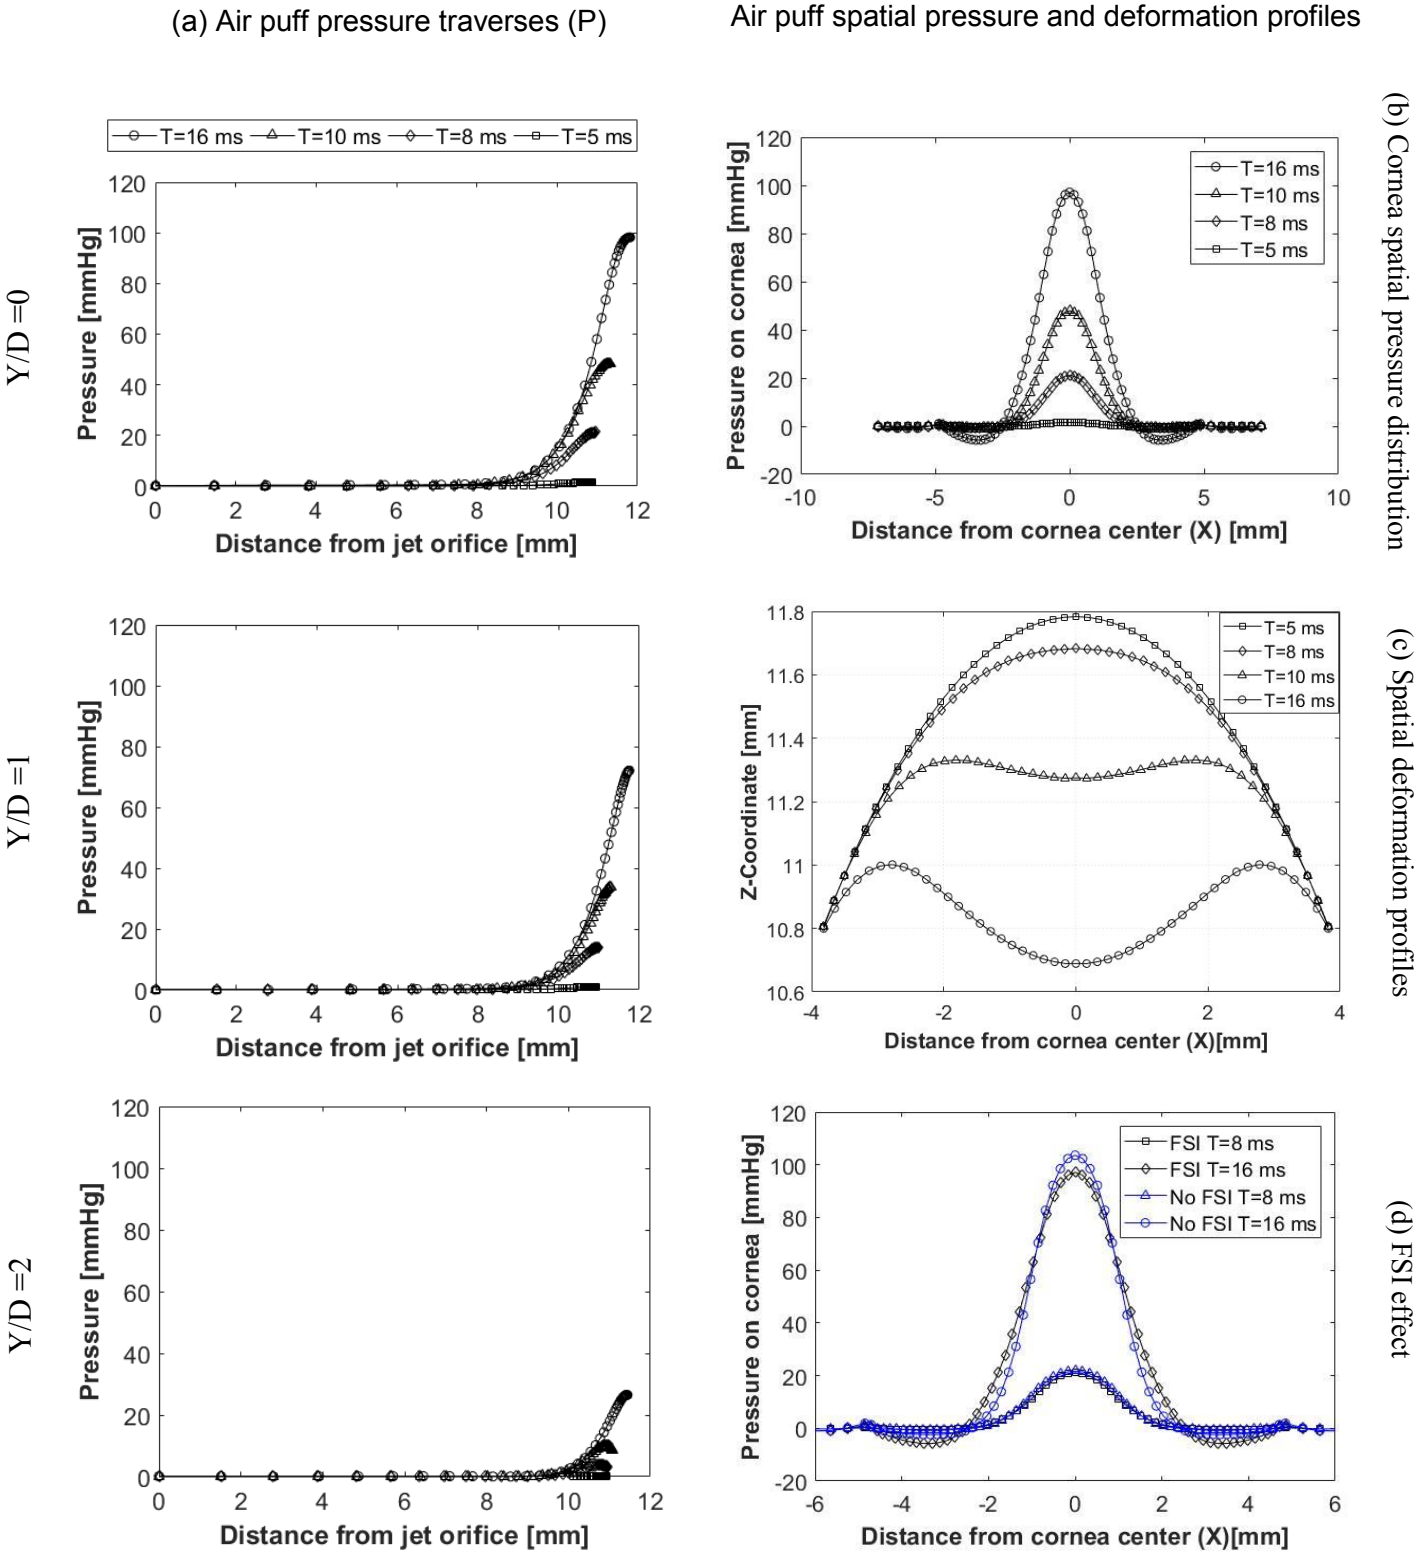 (a) Air puff pressure traverses (P)
Air puff spatial pressure and deformation profiles
T=16 ms T=10 ms T=8 ms T=5 ms
Y/D =0
Pressure [mmHg]
120
100
80
60
40
20
0
0 2 4 6 8 10 12
Distance from jet orifice [mm]
(b) Cornea spatial pressure distribution
Pressure on cornea [mmHg]
120
100
80
60
40
20
0
-20
T=16 ms
T=10 ms
T=8 ms
T=5 ms
-10 -5 0 5 10
Distance from cornea center (X) [mm]
Y/D =1
Pressure [mmHg]
120
100
80
60
40
20
0
0 2 4 6 8 10 12
Distance from jet orifice [mm]
(c) Spatial deformation profiles
Z-Coordinate [mm]
11.8
11.6
11.4
11.2
11
10.8
10.6
T=5 ms
T=8 ms
T=10 ms
T=16 ms
-4 -2 0 2 4
Distance from cornea center (X)[mm]
Y/D =2
Pressure [mmHg]
120
100
80
60
40
20
0
0 2 4 6 8 10 12
Distance from jet orifice [mm]
(d) FSI effect
Pressure on cornea [mmHg]
120
100
80
60
40
20
0
-20
FSI T=8 ms
FSI T=16 ms
No FSI T=8 ms
No FSI T=16 ms
-6 -4 -2 0 2 4 6
Distance from cornea center (X)[mm]